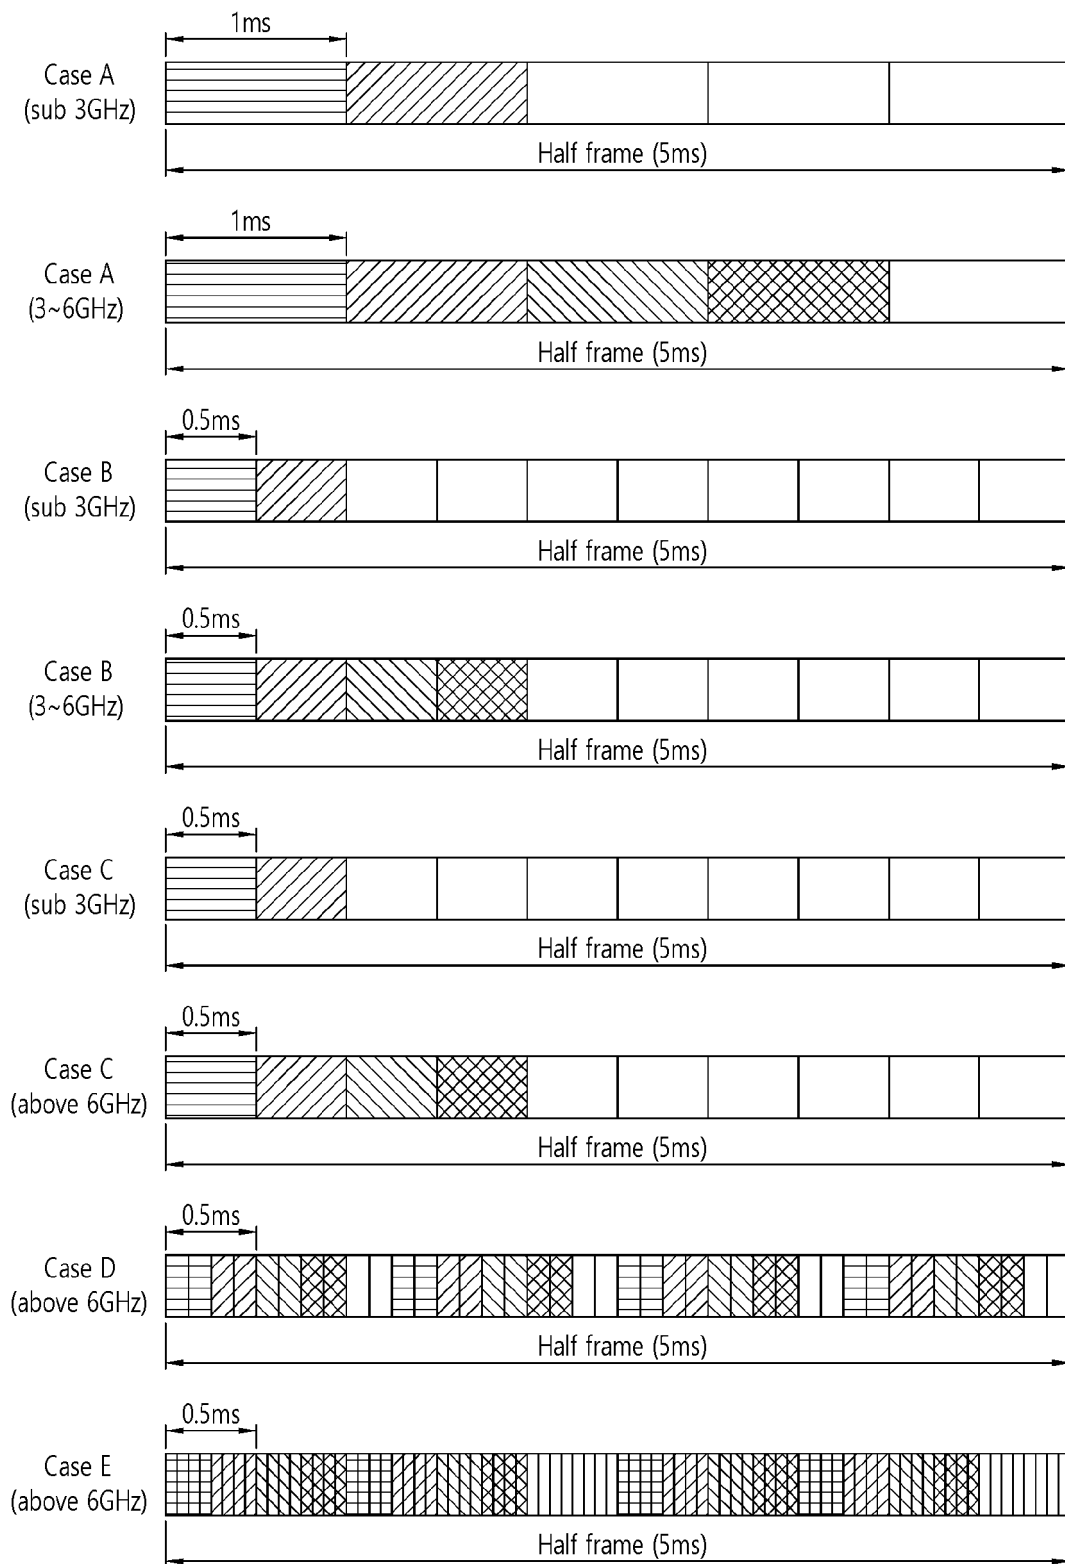 1ms
Case A
(sub 3GHz)
Half frame (5ms)
1ms
Case A
(3~6GHz)
Half frame (5ms)
0.5ms
Case B
(sub 3GHz)
Half frame (5ms)
0.5ms
Case B
(3~6GHz)
Half frame (5ms)
0.5ms
Case C
(sub 3GHz)
Half frame (5ms)
0.5ms
Case C
(above 6GHz)
Half frame (5ms)
0.5ms
Case D
(above 6GHz)
Half frame (5ms)
0.5ms
Case E
(above 6GHz)
Half frame (5ms)